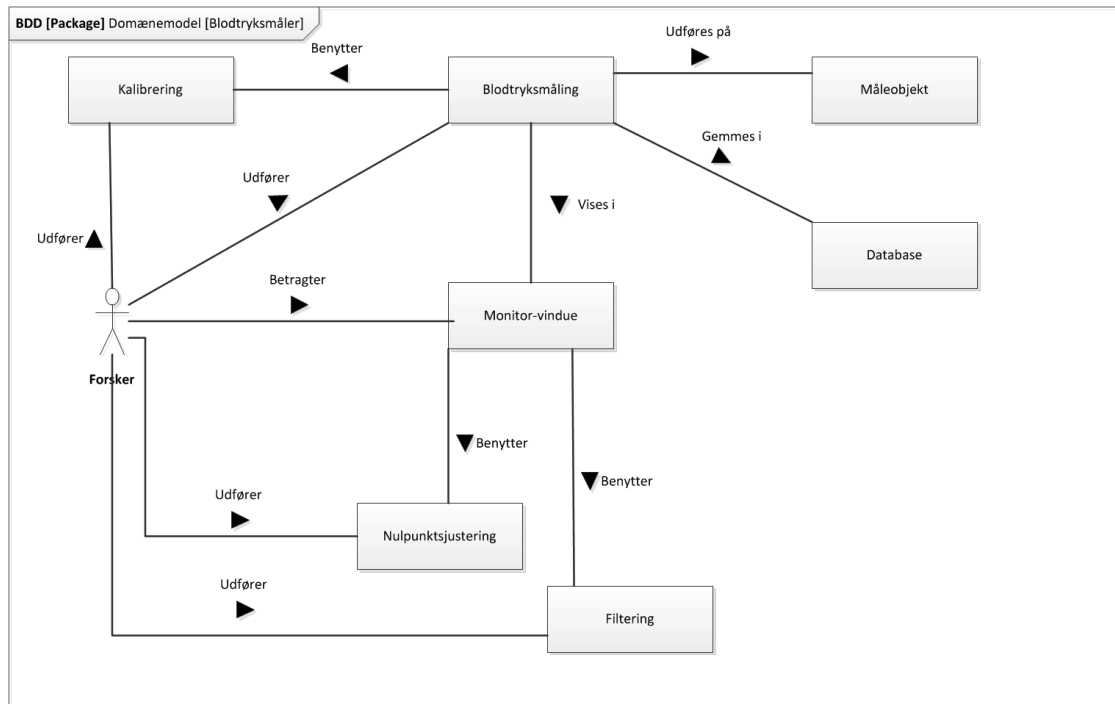 BDD [Package] Domænemodel [Blodtryksmåler]
Udføres på
Benytter
Kalibrering
Blodtryksmåling
Måleobjekt
Gemmes i
Udfører
Vises i
Udfører
Database
Betragter
Monitor-vindue
Forsker
Benytter
Benytter
Udfører
Nulpunktsjustering
Udfører
Filtering